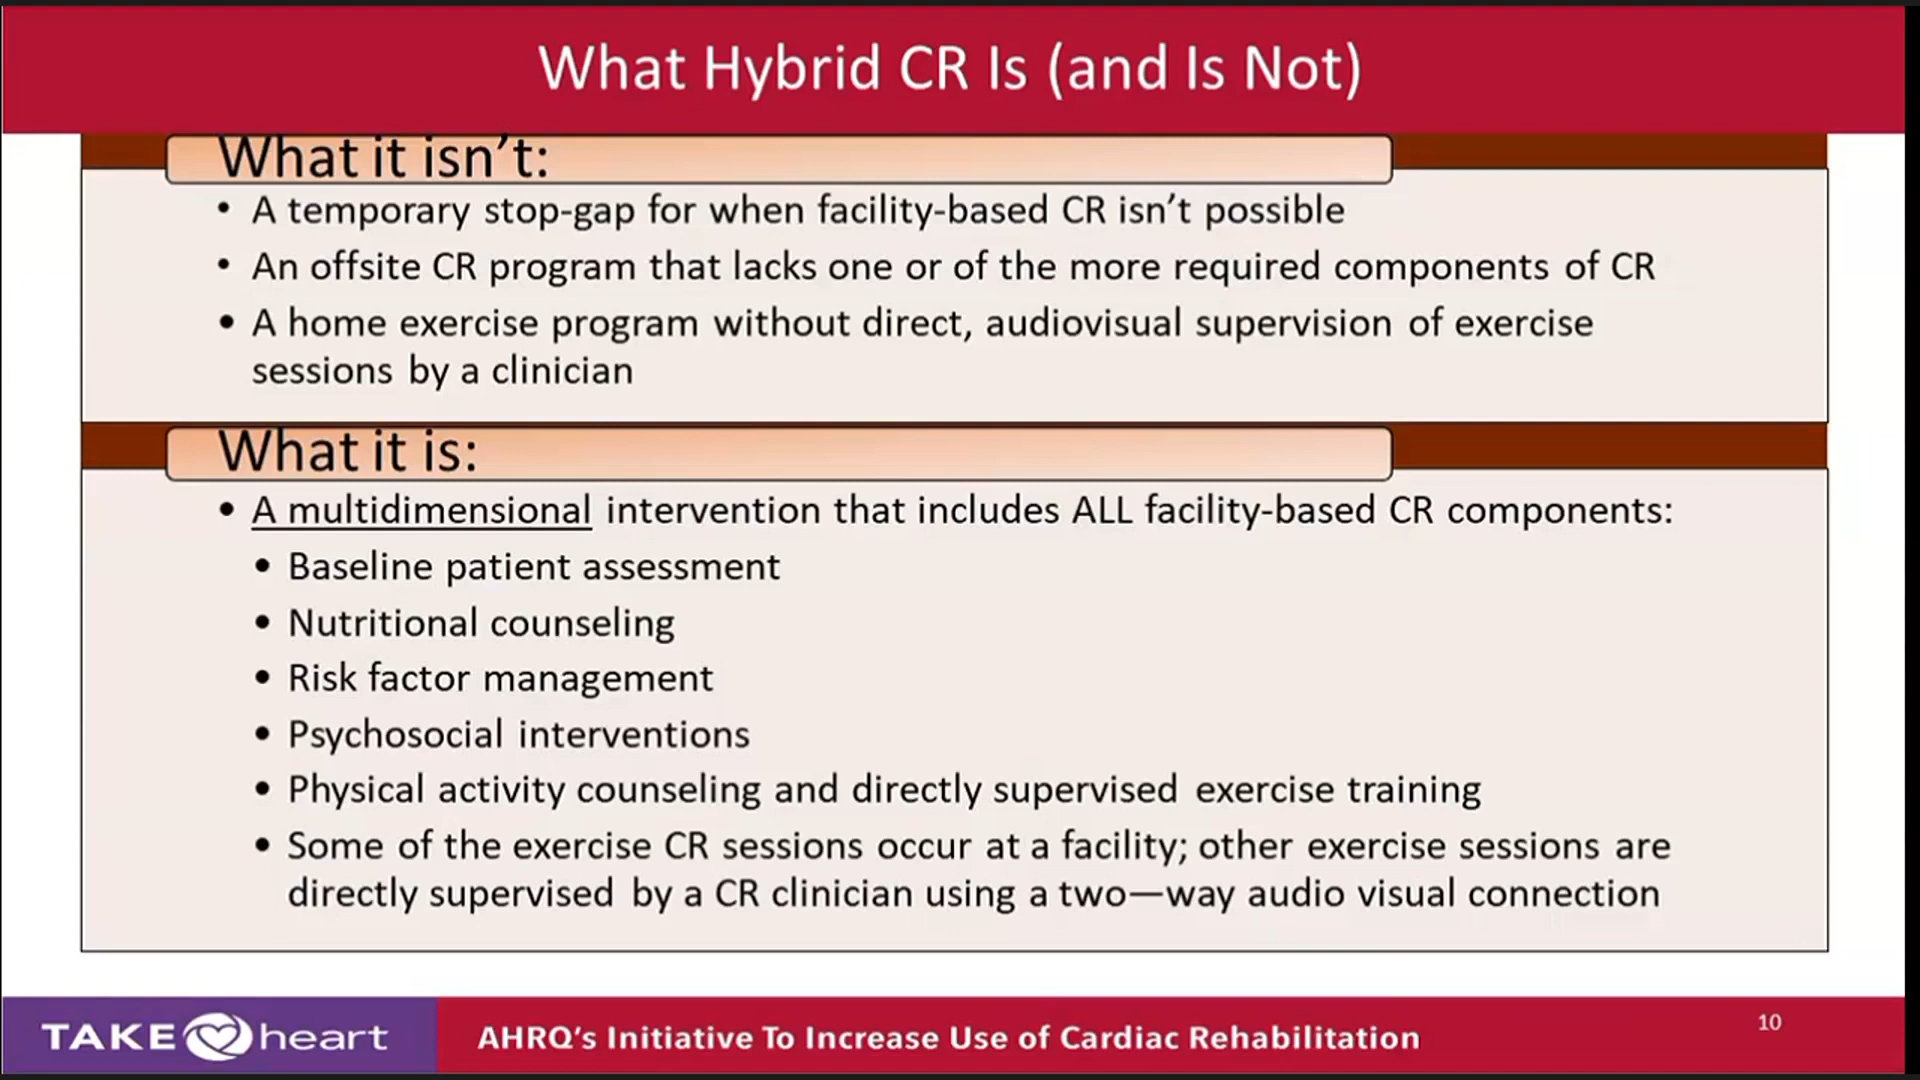 What Hybrid CR Is (and Is Not)
What it isn't:
• A temporary stop-gap for when facility-based CR isn't possible
• An offsite CR program that lacks one or of the more required components of CR
• A home exercise program without direct, audiovisual supervision of exercise
sessions by a clinician
What it is:
• A multidimensional intervention that includes ALL facility-based CR components:
• Baseline patient assessment
• Nutritional counseling
• Risk factor management
• Psychosocial interventions
• Physical activity counseling and directly supervised exercise training
• Some of the exercise CR sessions occur at a facility; other exercise sessions are
directly supervised by a CR clinician using a two—way audio visual connection
TAKE heart
AHRQ's Initiative To Increase Use of Cardiac Rehabilitation
10